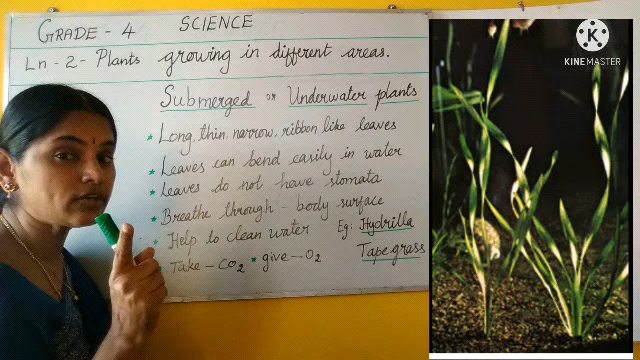 GRADE - 4 SCIENCE
Ln - 2 - Plants growing in different areas.
Submerged or Underwater plants
* Long, thin, narrow, ribbon like leaves
* Leaves can bend easily in water
* Leaves do not have stomata
* Breathe through - body surface
* Help to clean water Eg: Hydrilla
* Take - CO2 * give - O2 Tape grass
K
KINEMASTER